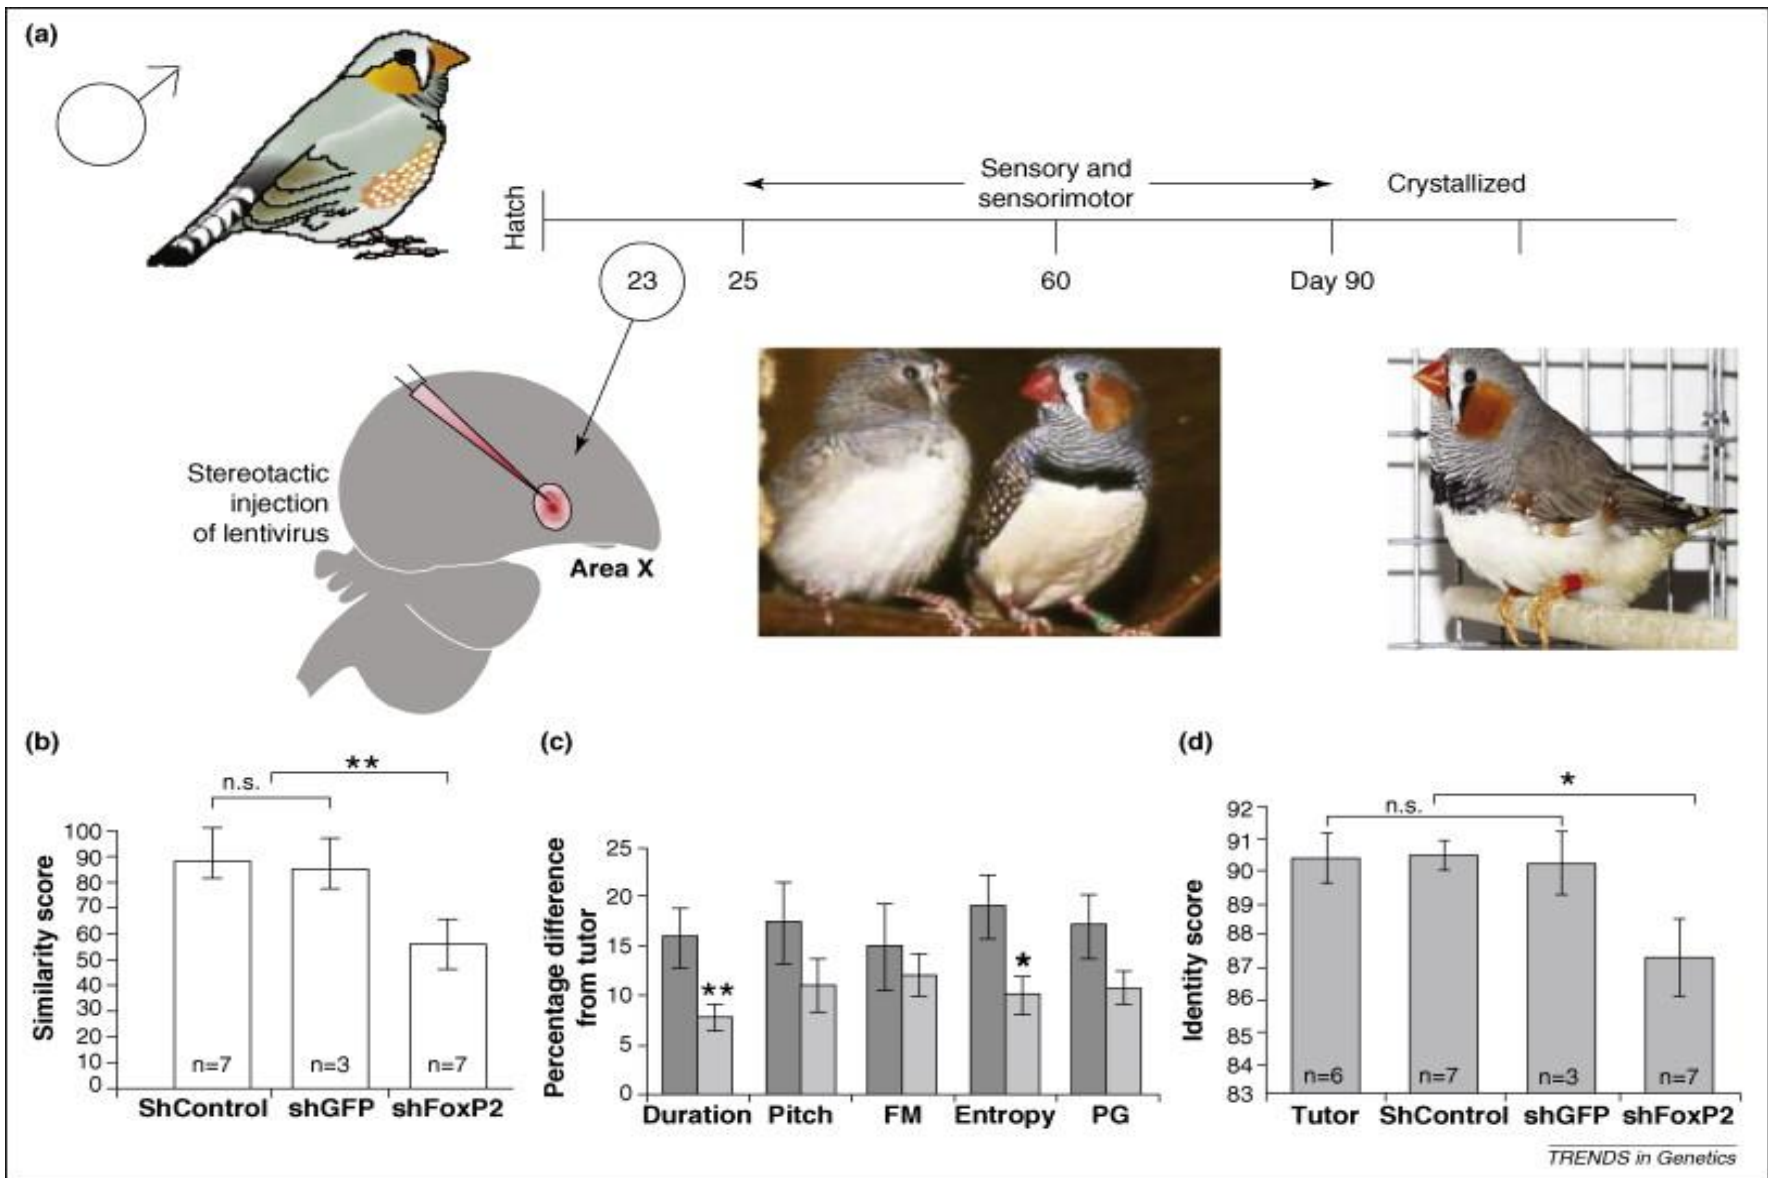 (a)
Hatch
Sensory and
sensorimotor
Crystallized
23
25
60
Day 90
Stereotactic
injection
of lentivirus
Area X
(b)
**
n.s.
Similarity score
100
90
80
70
60
50
40
30
20
10
0
n=7
n=3
n=7
ShControl
shGFP
shFoxP2
(c)
Percentage difference
from tutor
25
20
15
10
5
0
**
*
Duration
Pitch
FM
Entropy
PG
(d)
*
n.s.
Identity score
92
91
90
89
88
87
86
85
84
83
n=6
n=7
n=3
n=7
Tutor
ShControl
shGFP
shFoxP2
TRENDS in Genetics